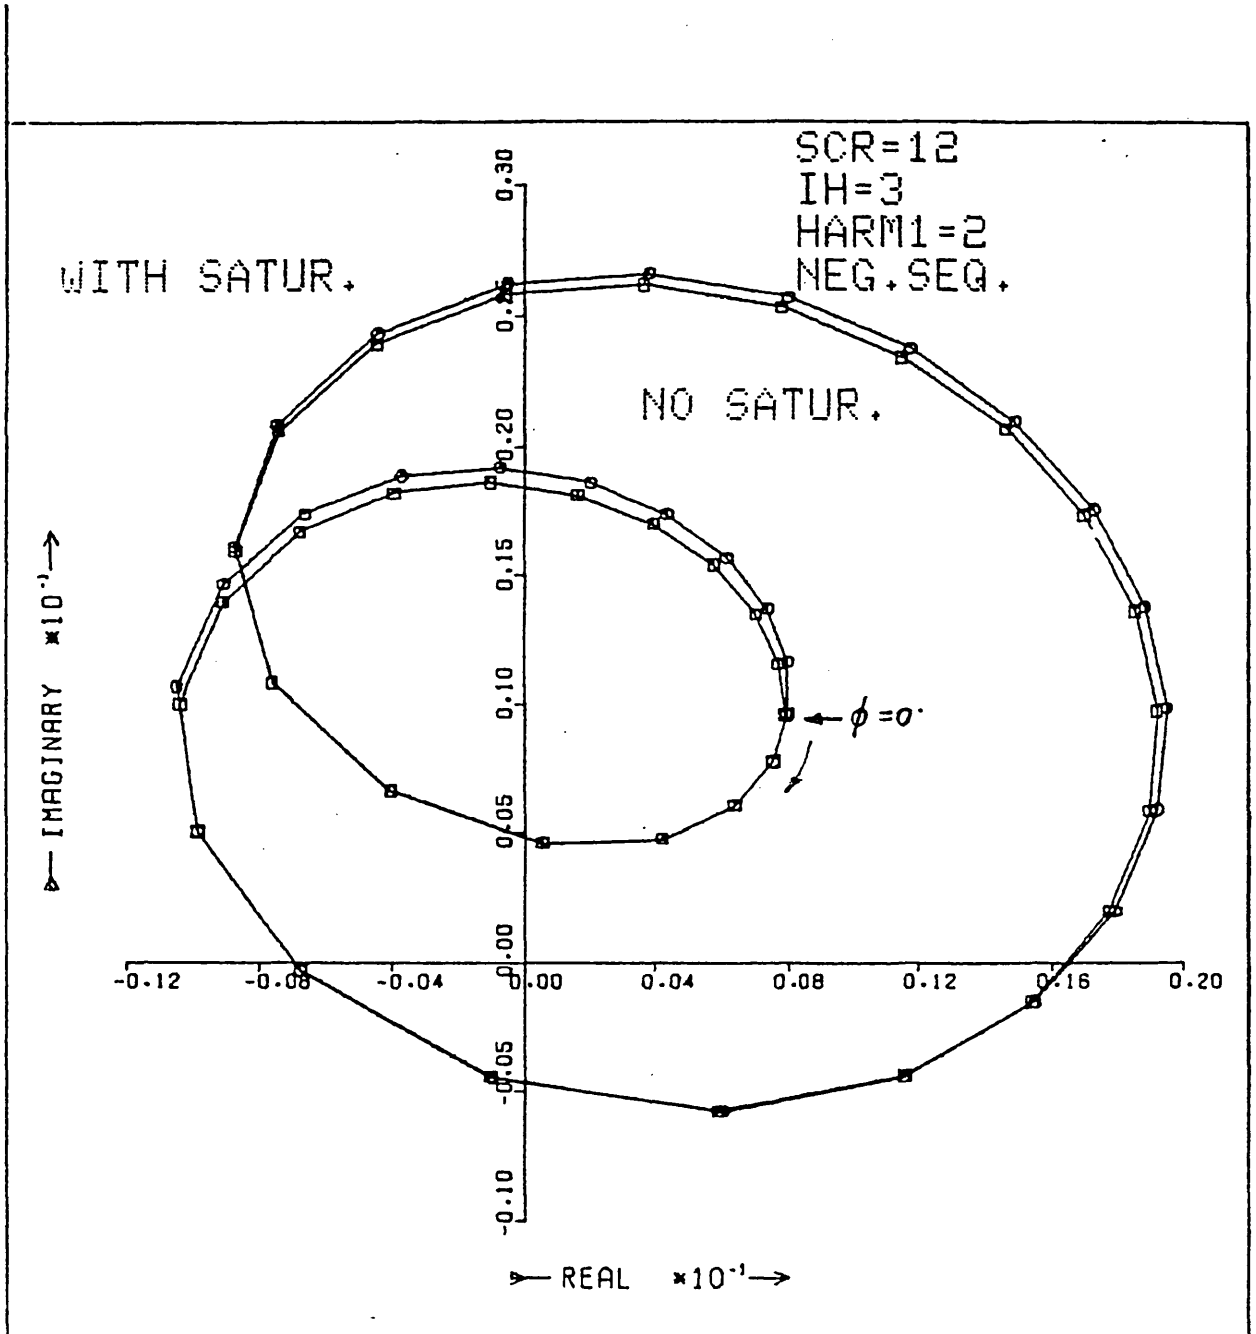 SCR=12
IH=3
HARM1=2
NEG.SEQ.
WITH SATUR.
NO SATUR.
0.30
0.20
0.15
0.10
0.05
0.00
-0.05
-0.10
IMAGINARY *10⁻¹
ϕ=0°
-0.12
-0.08
-0.04
0.00
0.04
0.08
0.12
0.16
0.20
REAL *10⁻¹